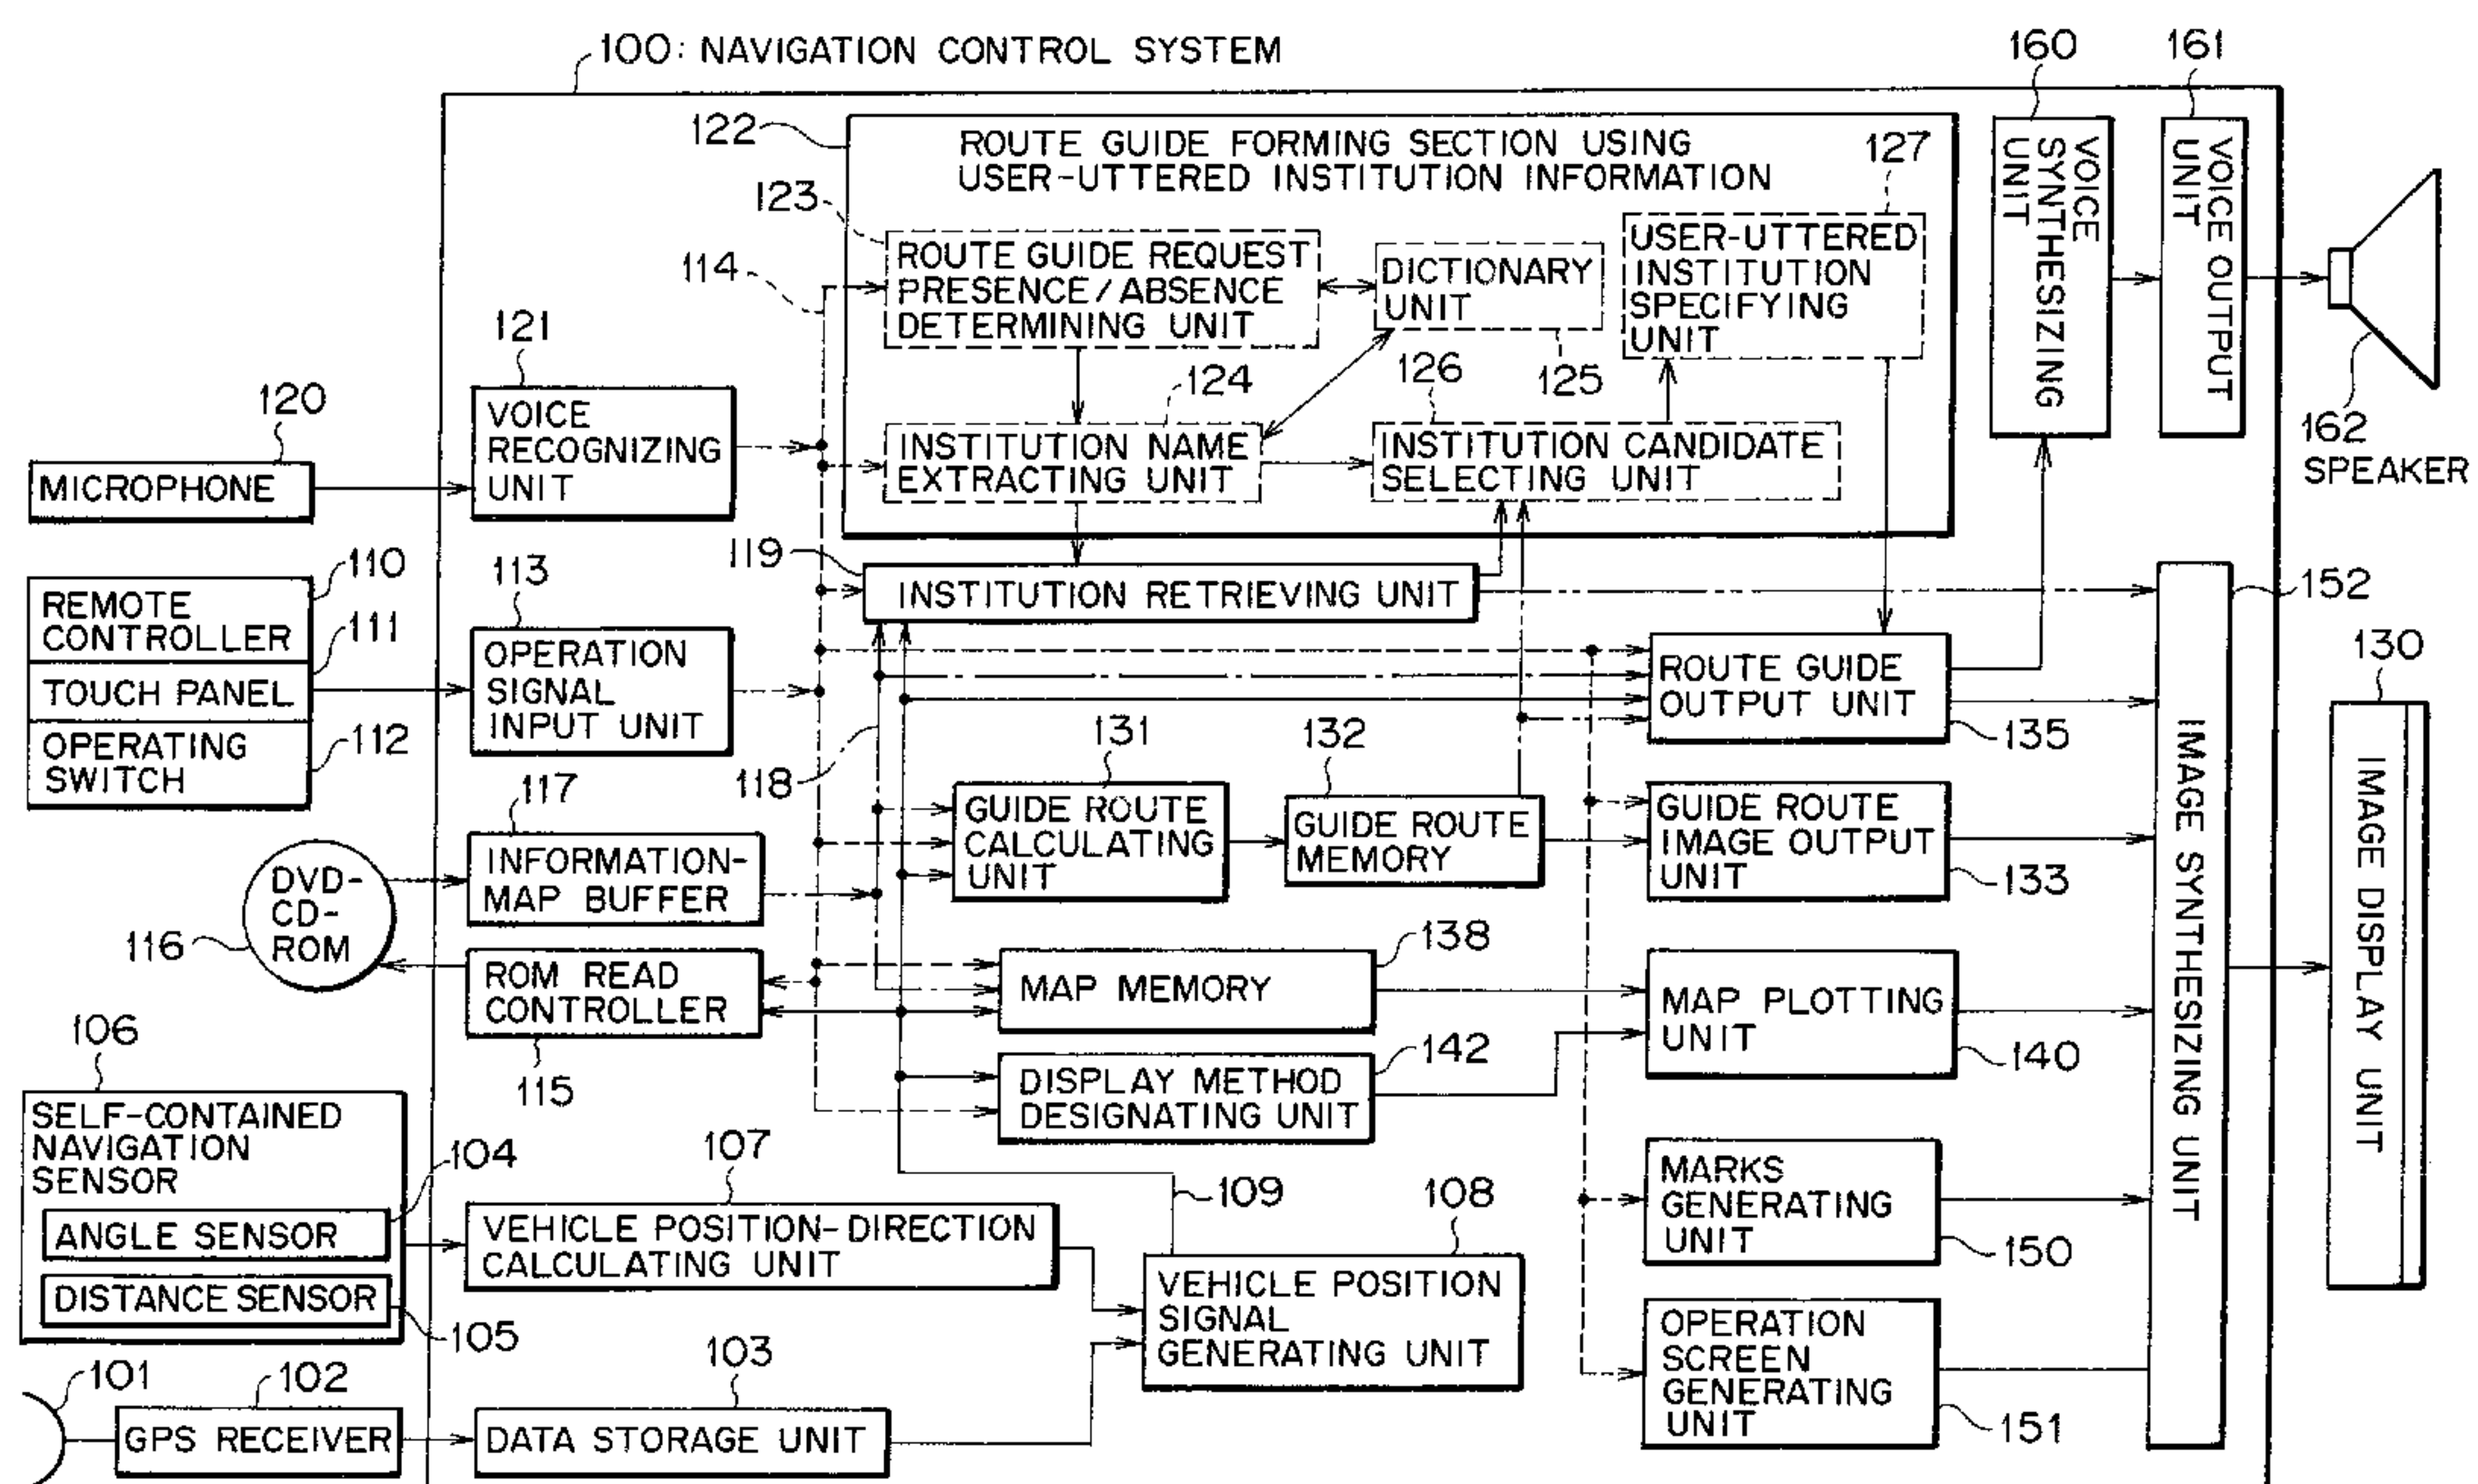 100: NAVIGATION CONTROL SYSTEM
160
161
122
ROUTE GUIDE FORMING SECTION USING
USER-UTTERED INSTITUTION INFORMATION
127
123
VOICE
SYNTHESIZING
UNIT
VOICE OUTPUT
UNIT
114
ROUTE GUIDE REQUEST
PRESENCE/ABSENCE
DETERMINING UNIT
DICTIONARY
UNIT
USER-UTTERED
INSTITUTION
SPECIFYING
UNIT
121
125
126
124
162
SPEAKER
120
VOICE
RECOGNIZING
UNIT
INSTITUTION NAME
EXTRACTING UNIT
INSTITUTION CANDIDATE
SELECTING UNIT
MICROPHONE
119
INSTITUTION RETRIEVING UNIT
152
110
REMOTE
CONTROLLER
111
TOUCH PANEL
OPERATING
SWITCH
112
113
OPERATION
SIGNAL
INPUT UNIT
118
ROUTE GUIDE
OUTPUT UNIT
135
130
131
132
117
GUIDE ROUTE
CALCULATING
UNIT
GUIDE ROUTE
MEMORY
GUIDE ROUTE
IMAGE OUTPUT
UNIT
133
IMAGE SYNTHESIZING UNIT
IMAGE DISPLAY UNIT
DVD-
CD-
ROM
116
INFORMATION-
MAP BUFFER
ROM READ
CONTROLLER
115
138
MAP MEMORY
MAP PLOTTING
UNIT
140
142
DISPLAY METHOD
DESIGNATING UNIT
106
SELF-CONTAINED
NAVIGATION
SENSOR
104
ANGLE SENSOR
DISTANCE SENSOR
105
107
VEHICLE POSITION-DIRECTION
CALCULATING UNIT
109
108
VEHICLE POSITION
SIGNAL
GENERATING UNIT
MARKS
GENERATING
UNIT
150
OPERATION
SCREEN
GENERATING
UNIT
151
101
102
GPS RECEIVER
103
DATA STORAGE UNIT